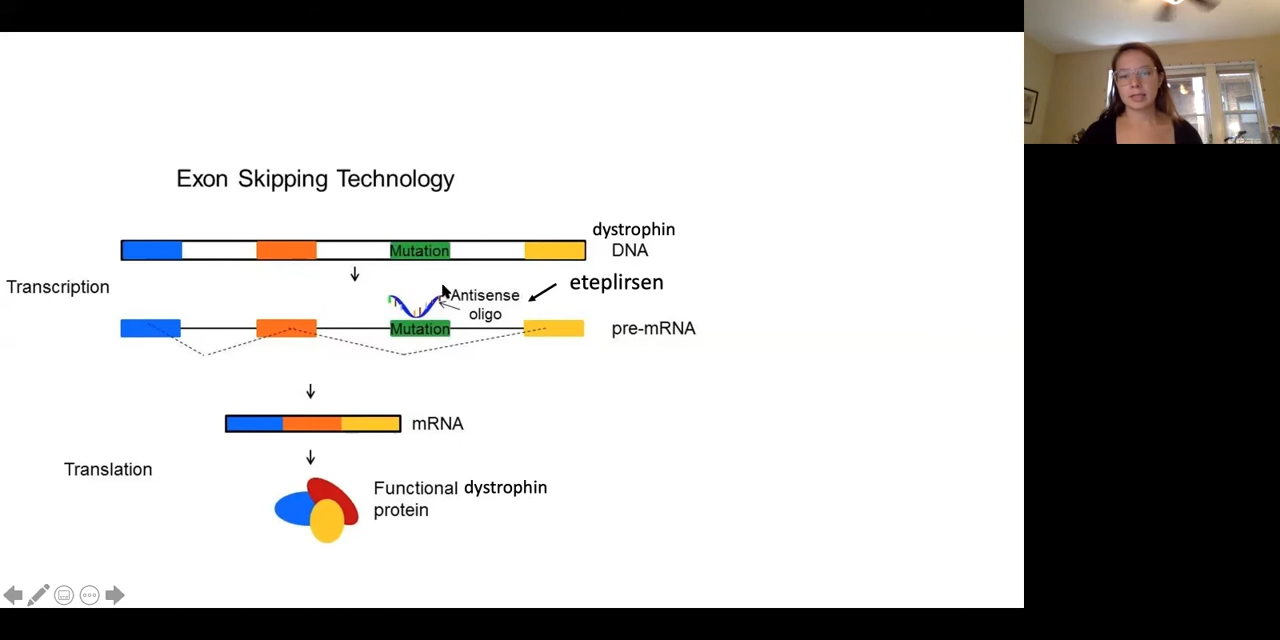 Exon Skipping Technology
dystrophin
Mutation
DNA
Transcription
eteplirsen
Antisense
oligo
Mutation
pre-mRNA
mRNA
Translation
Functional dystrophin
protein